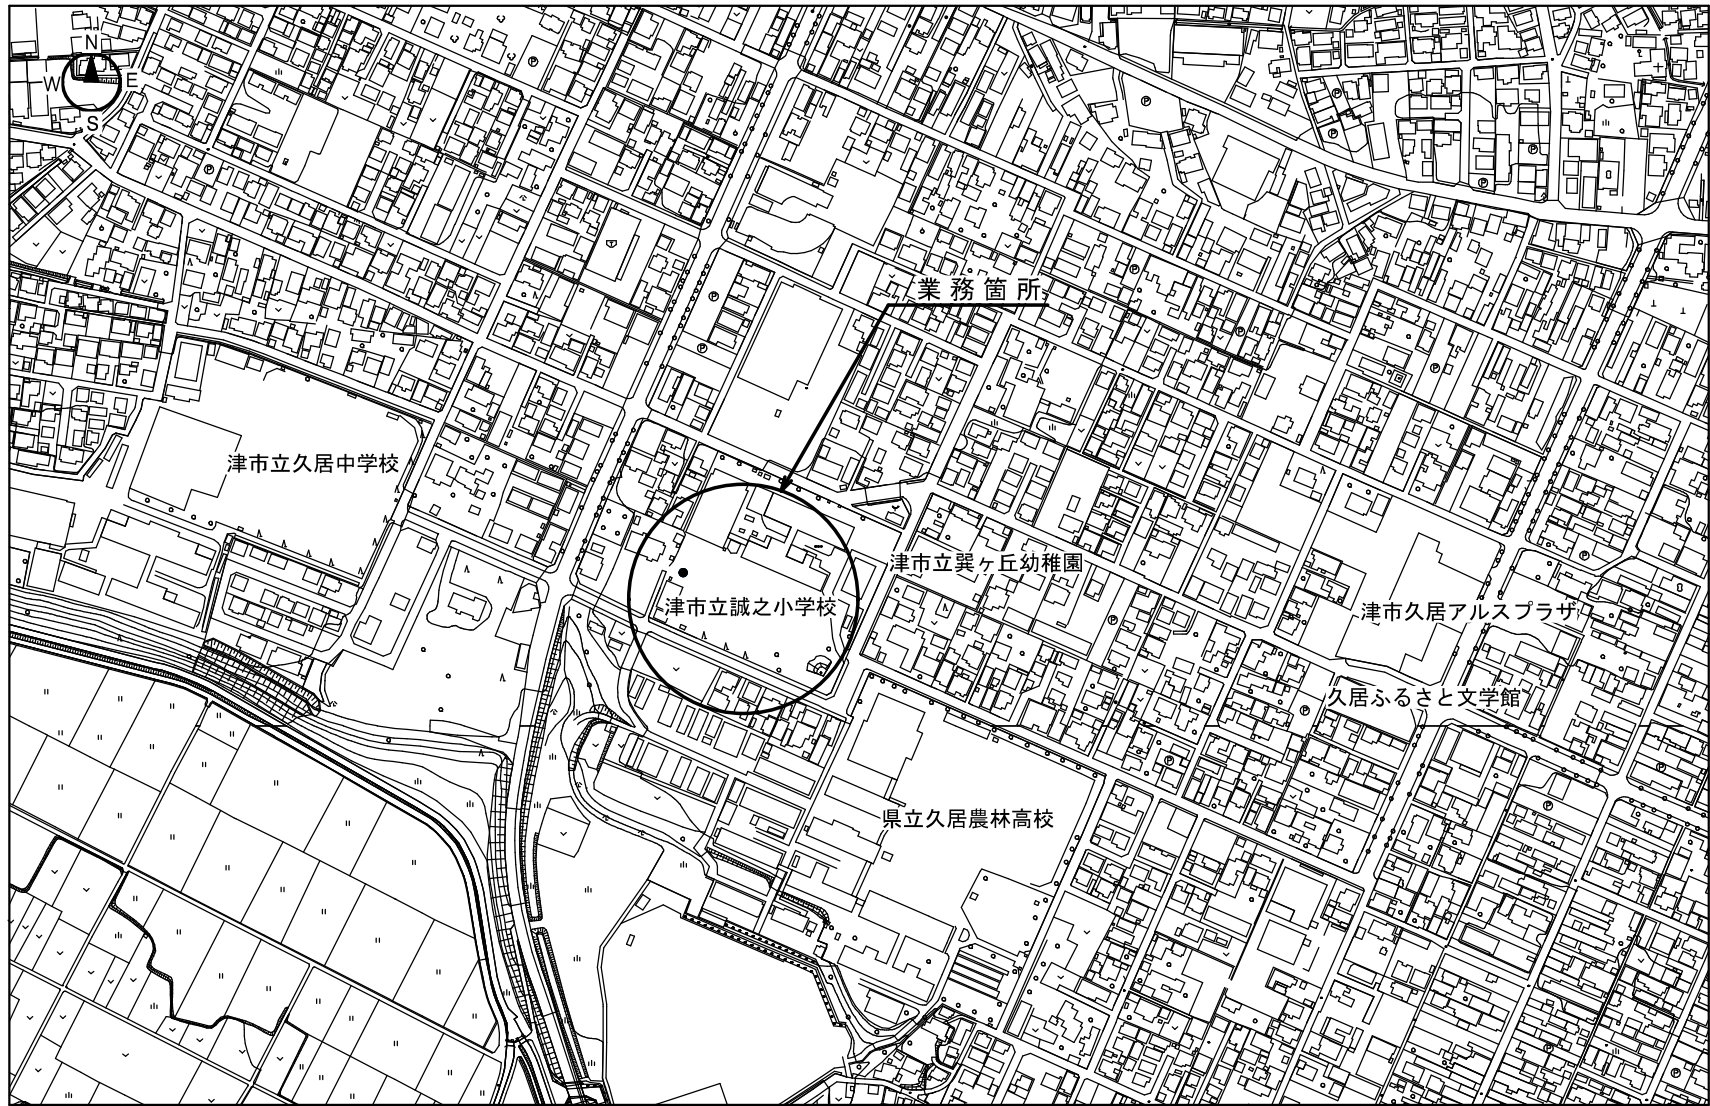 N
W E
S
業務箇所
津市立久居中学校
津市立巽ヶ丘幼稚園
津市立誠之小学校
津市久居アルスプラザ
久居ふるさと文学館
県立久居農林高校